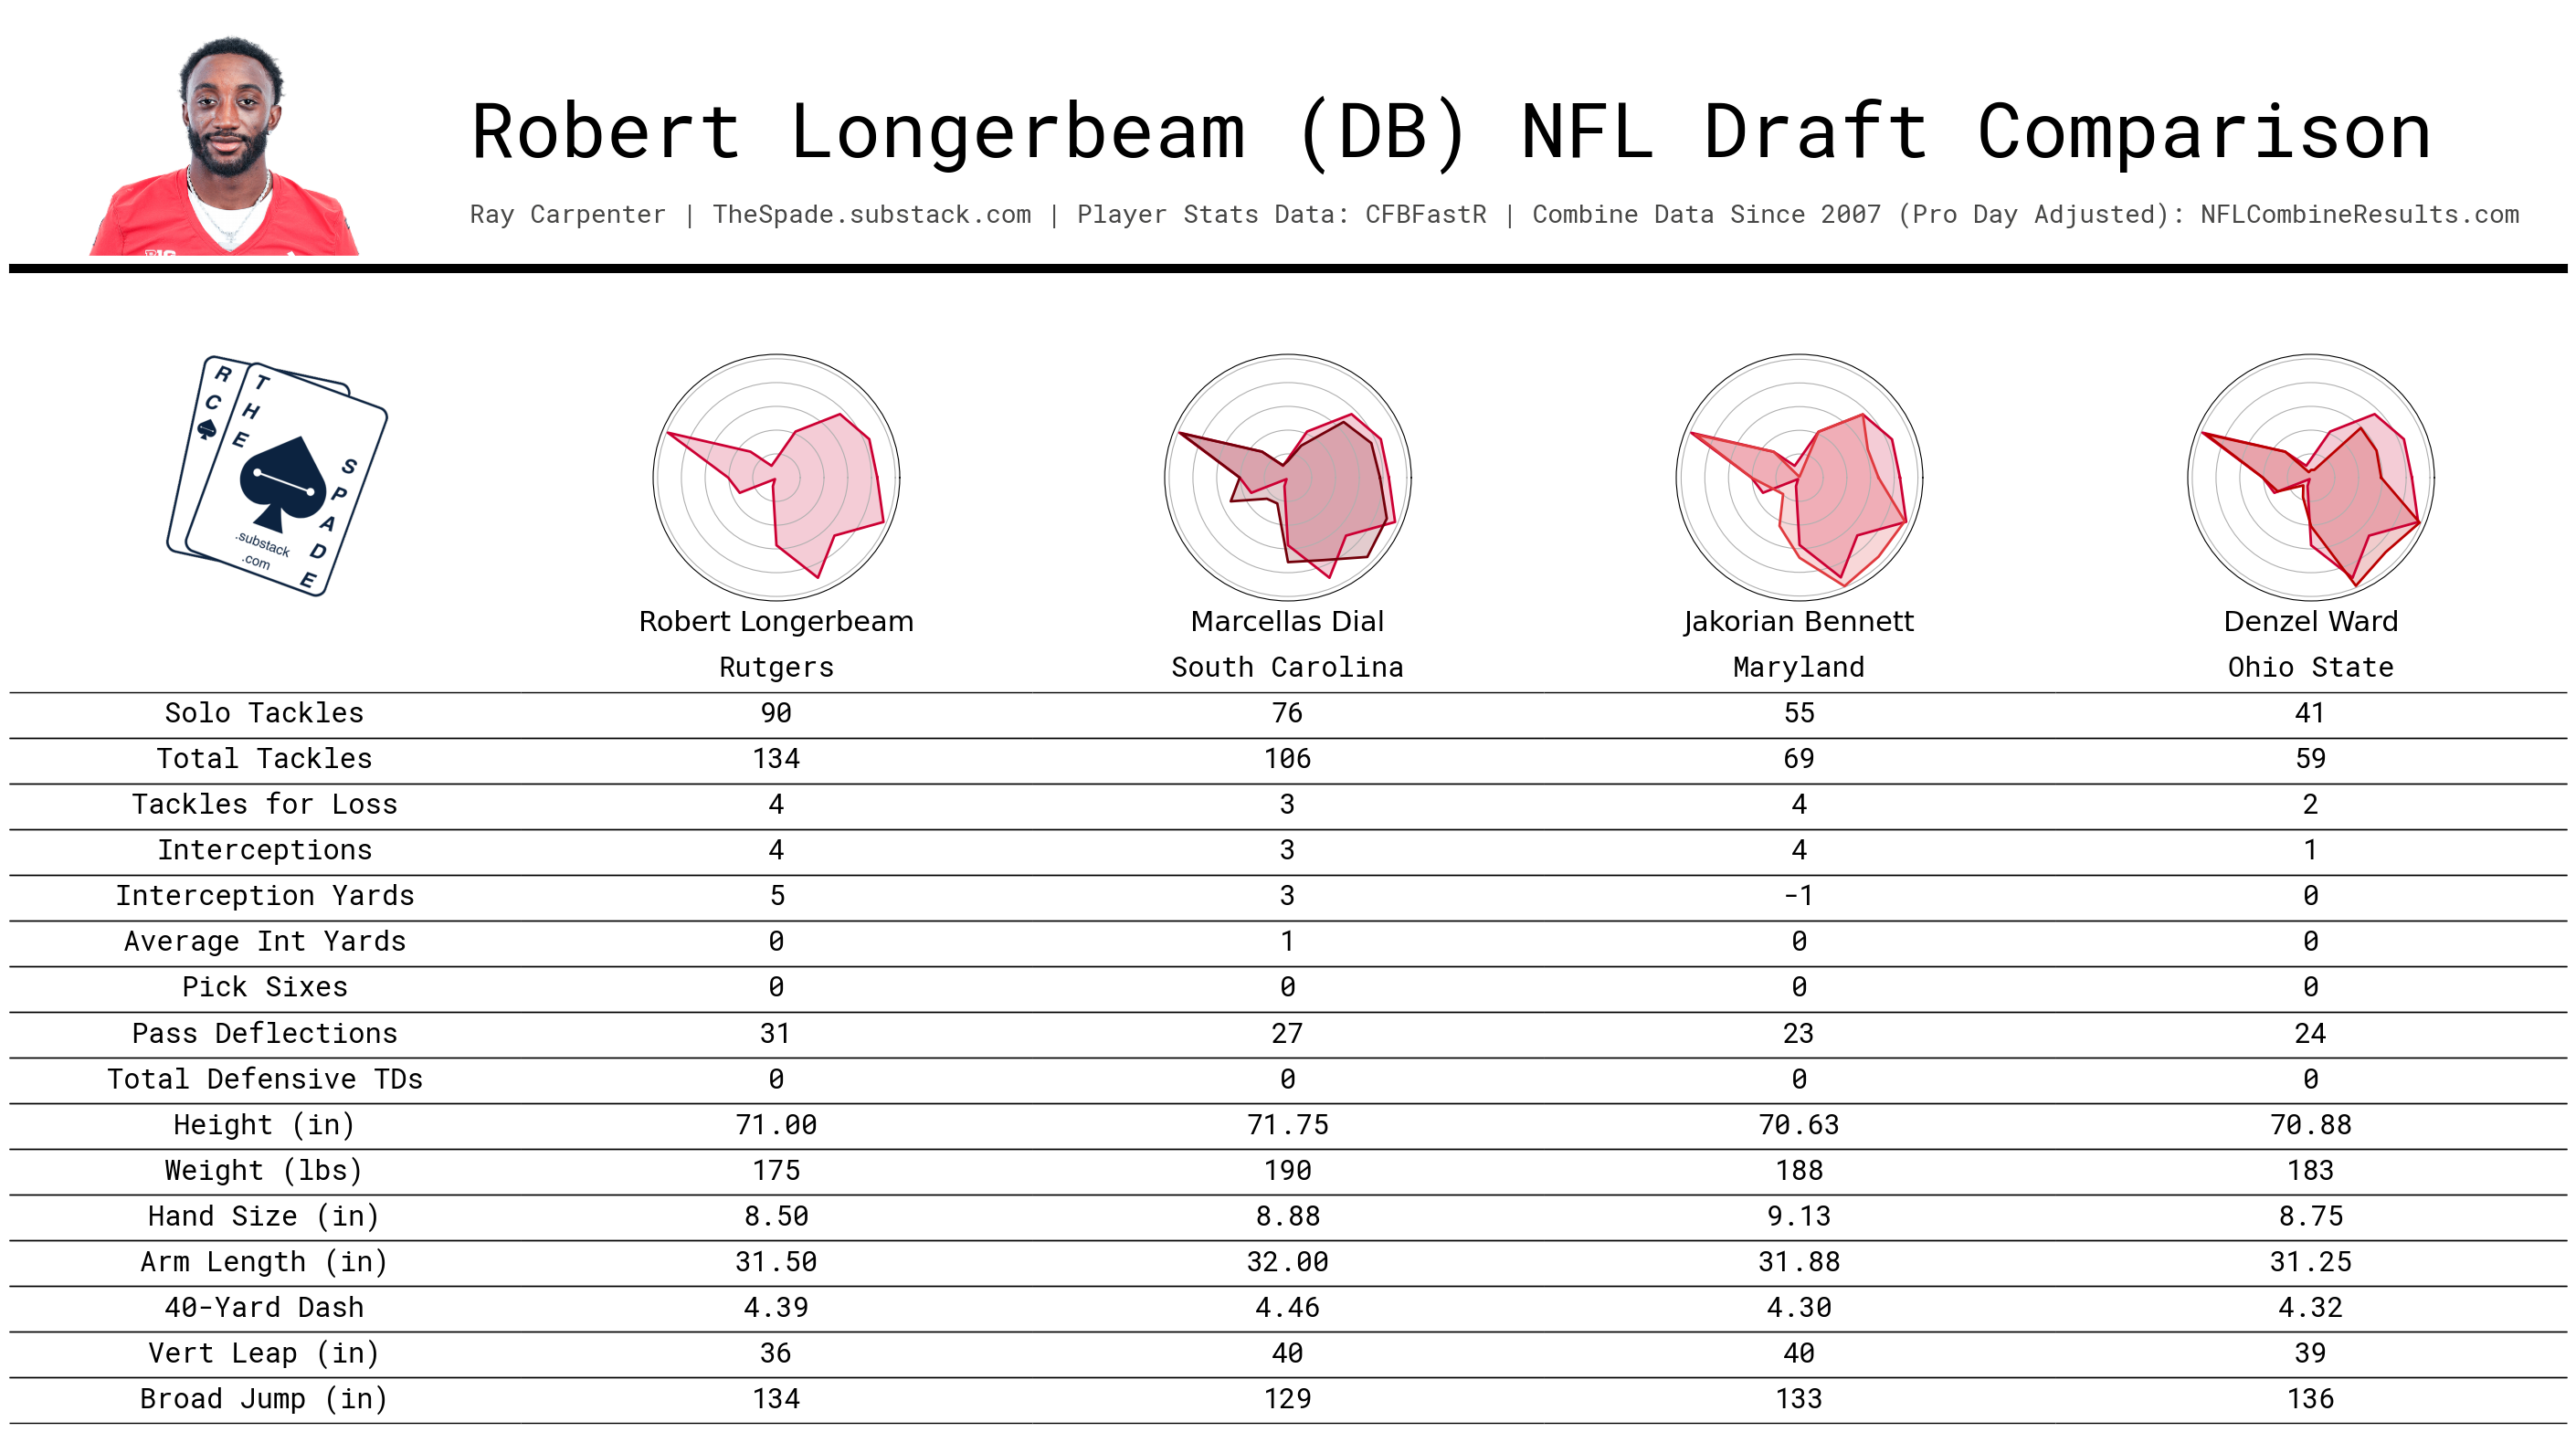 Robert Longerbeam (DB) NFL Draft Comparison
Ray Carpenter | TheSpade.substack.com | Player Stats Data: CFBFastR | Combine Data Since 2007 (Pro Day Adjusted): NFLCombineResults.com
RC
THE
SPADE
.substack
.com
Robert Longerbeam Marcellas Dial Jakorian Bennett Denzel Ward
Rutgers South Carolina Maryland Ohio State
Solo Tackles 90 76 55 41
Total Tackles 134 106 69 59
Tackles for Loss 4 3 4 2
Interceptions 4 3 4 1
Interception Yards 5 3 -1 0
Average Int Yards 0 1 0 0
Pick Sixes 0 0 0 0
Pass Deflections 31 27 23 24
Total Defensive TDs 0 0 0 0
Height (in) 71.00 71.75 70.63 70.88
Weight (lbs) 175 190 188 183
Hand Size (in) 8.50 8.88 9.13 8.75
Arm Length (in) 31.50 32.00 31.88 31.25
40-Yard Dash 4.39 4.46 4.30 4.32
Vert Leap (in) 36 40 40 39
Broad Jump (in) 134 129 133 136